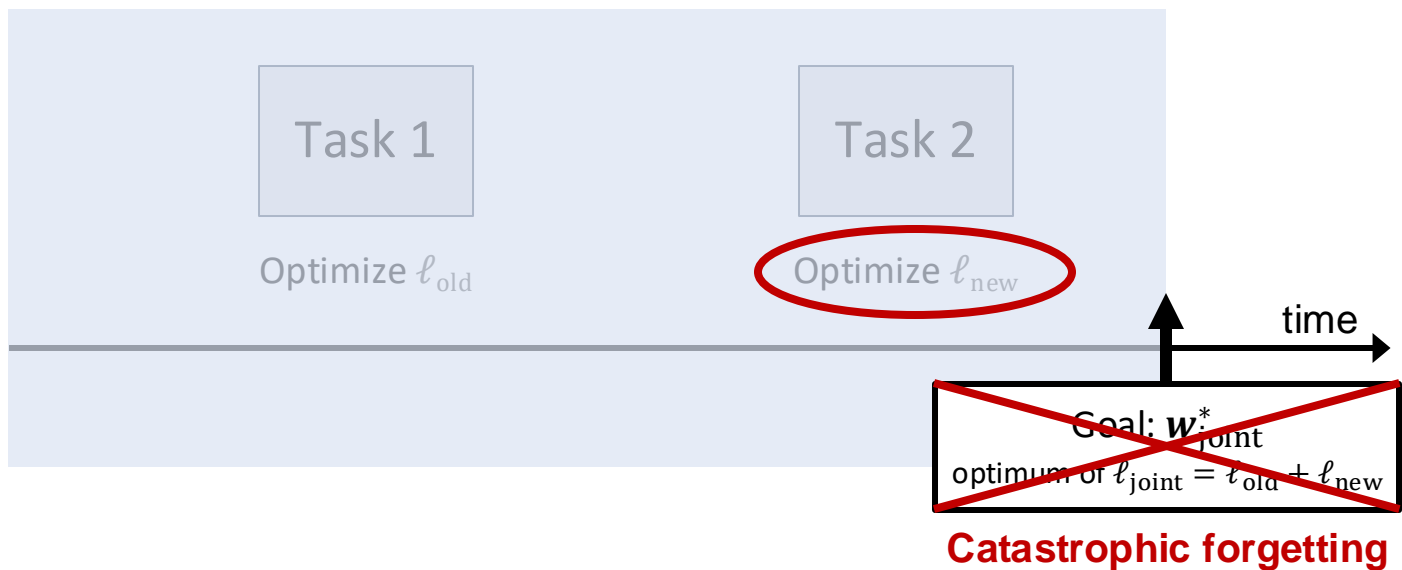 Task 1
Task 2
Optimize ℓ_old
Optimize ℓ_new
time
Goal: w*_joint
optimum of ℓ_joint = ℓ_old + ℓ_new
Catastrophic forgetting